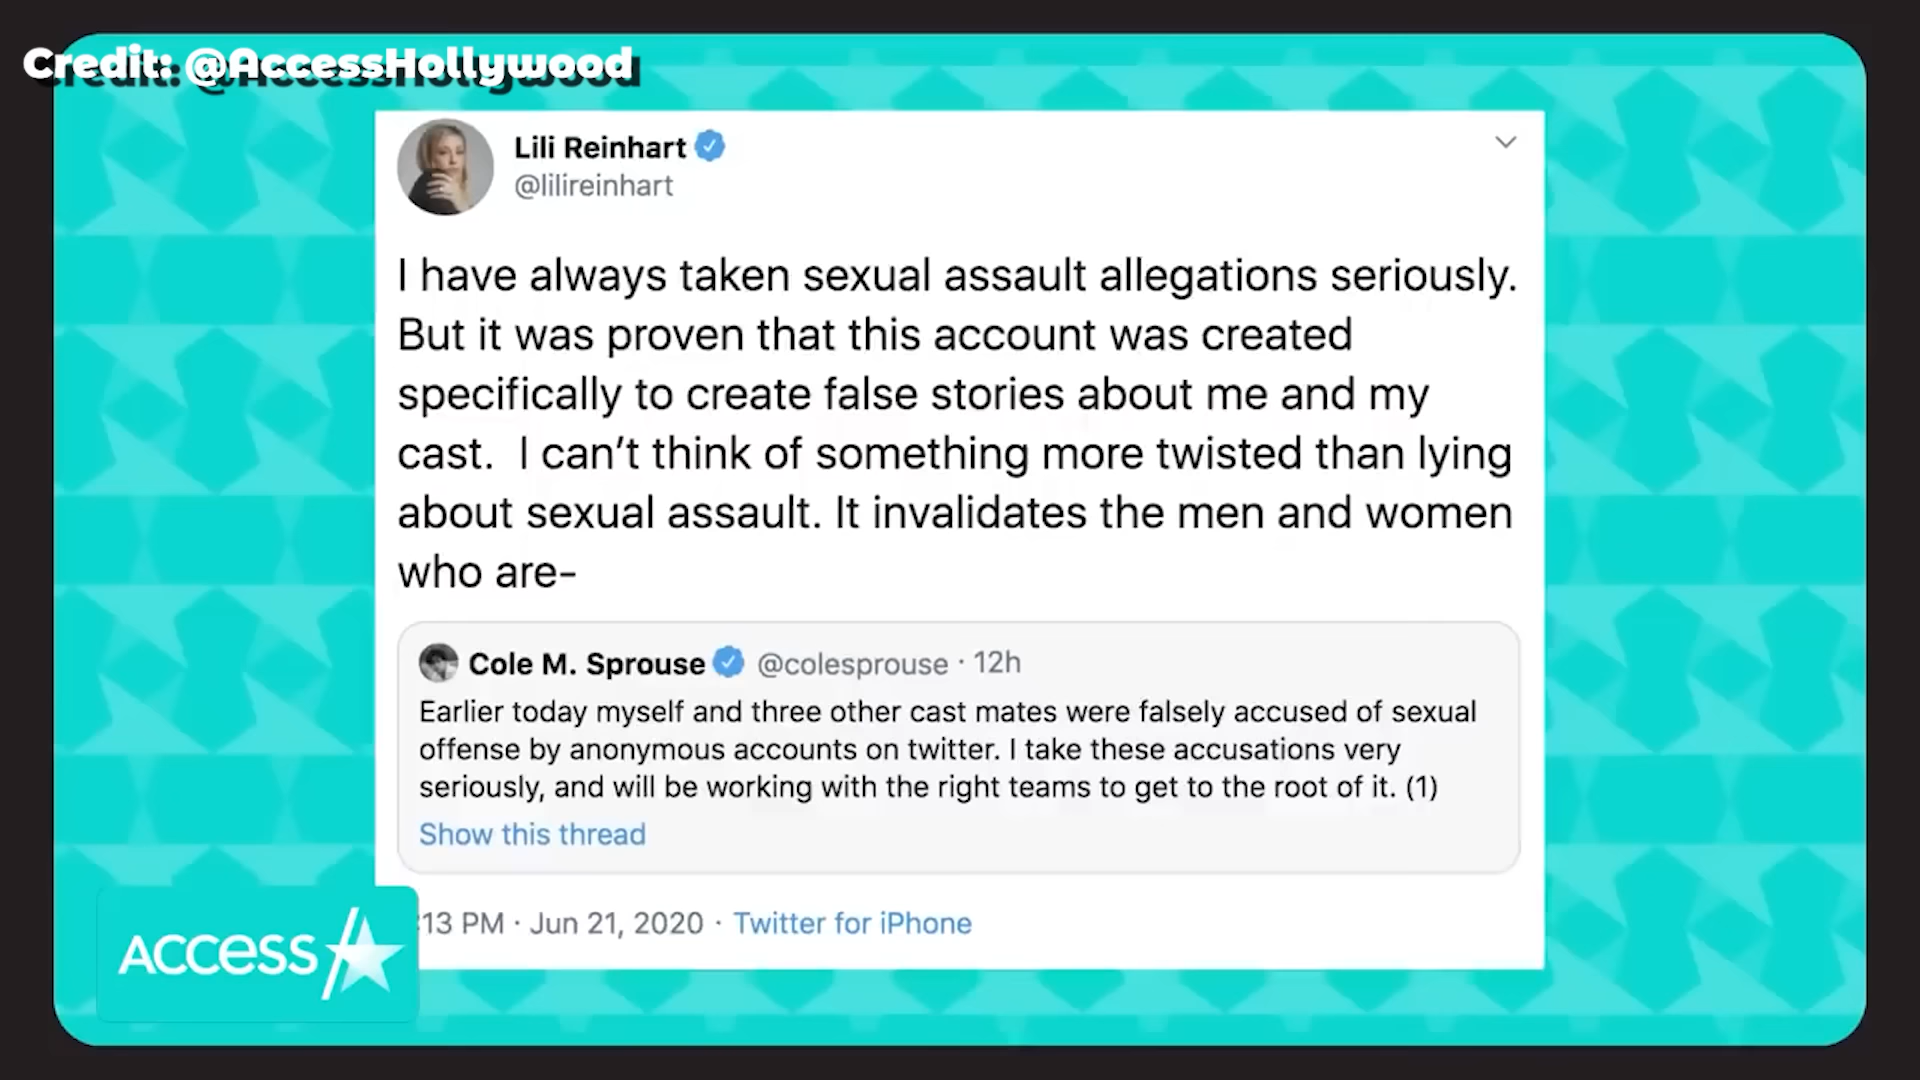 Credit: @AccessHollywood
Lili Reinhart
@lilireinhart
I have always taken sexual assault allegations seriously.
But it was proven that this account was created
specifically to create false stories about me and my
cast.  I can't think of something more twisted than lying
about sexual assault. It invalidates the men and women
who are-
Cole M. Sprouse @colesprouse · 12h
Earlier today myself and three other cast mates were falsely accused of sexual
offense by anonymous accounts on twitter. I take these accusations very
seriously, and will be working with the right teams to get to the root of it. (1)
Show this thread
:13 PM · Jun 21, 2020 · Twitter for iPhone
ACCESS